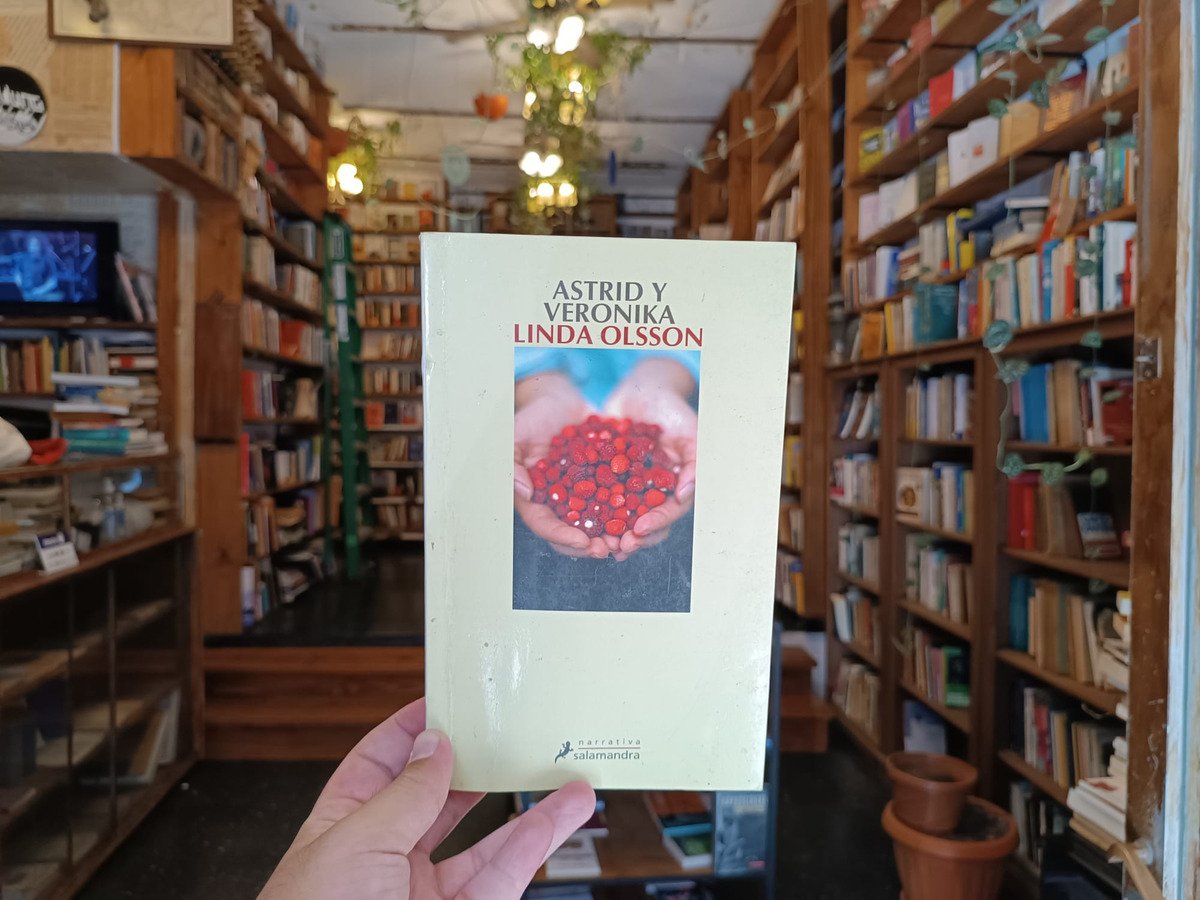 ASTRID Y
VERONIKA
LINDA OLSSON
narrativa
salamandra